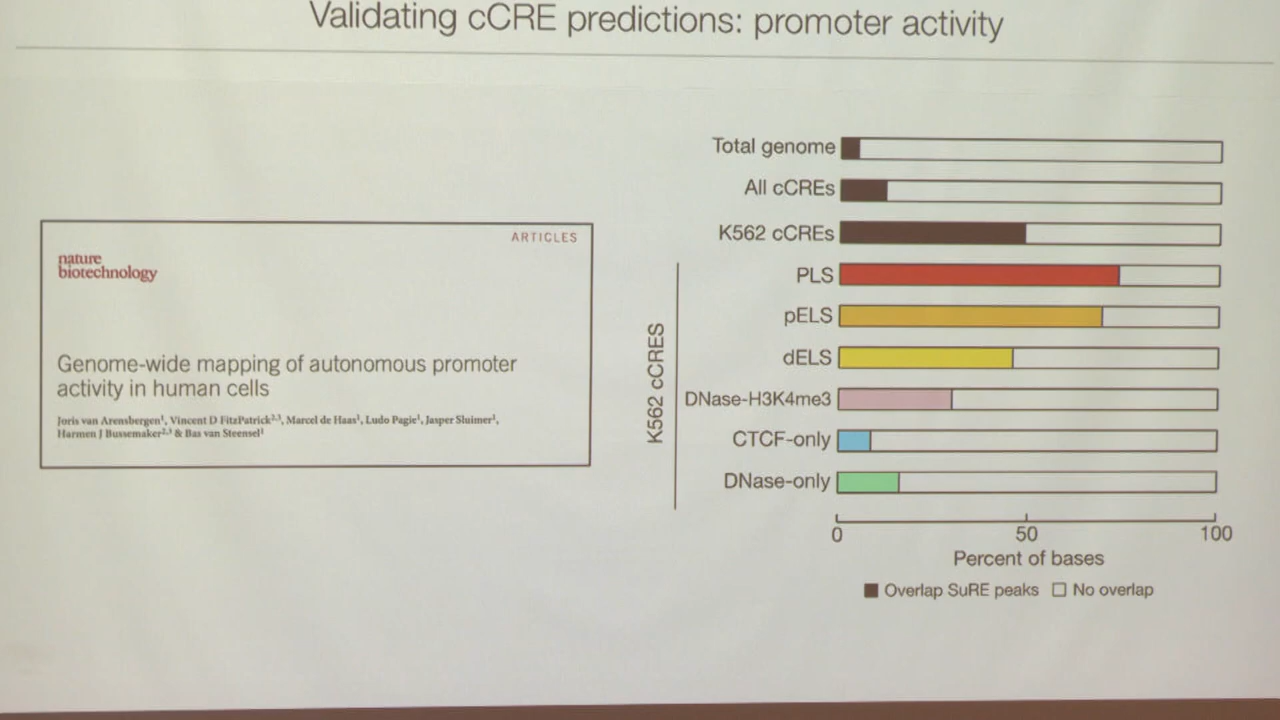 Validating cCRE predictions: promoter activity
ARTICLES
nature
biotechnology
Genome-wide mapping of autonomous promoter
activity in human cells
Joris van Arensbergen¹, Vincent D FitzPatrick²,³, Marcel de Haas¹, Ludo Pagie¹, Jasper Sluimer¹,
Harmen J Bussemaker²,³ & Bas van Steensel¹
Total genome
All cCREs
K562 cCREs
K562 cCRES
PLS
pELS
dELS
DNase-H3K4me3
CTCF-only
DNase-only
0 50 100
Percent of bases
Overlap SuRE peaks No overlap